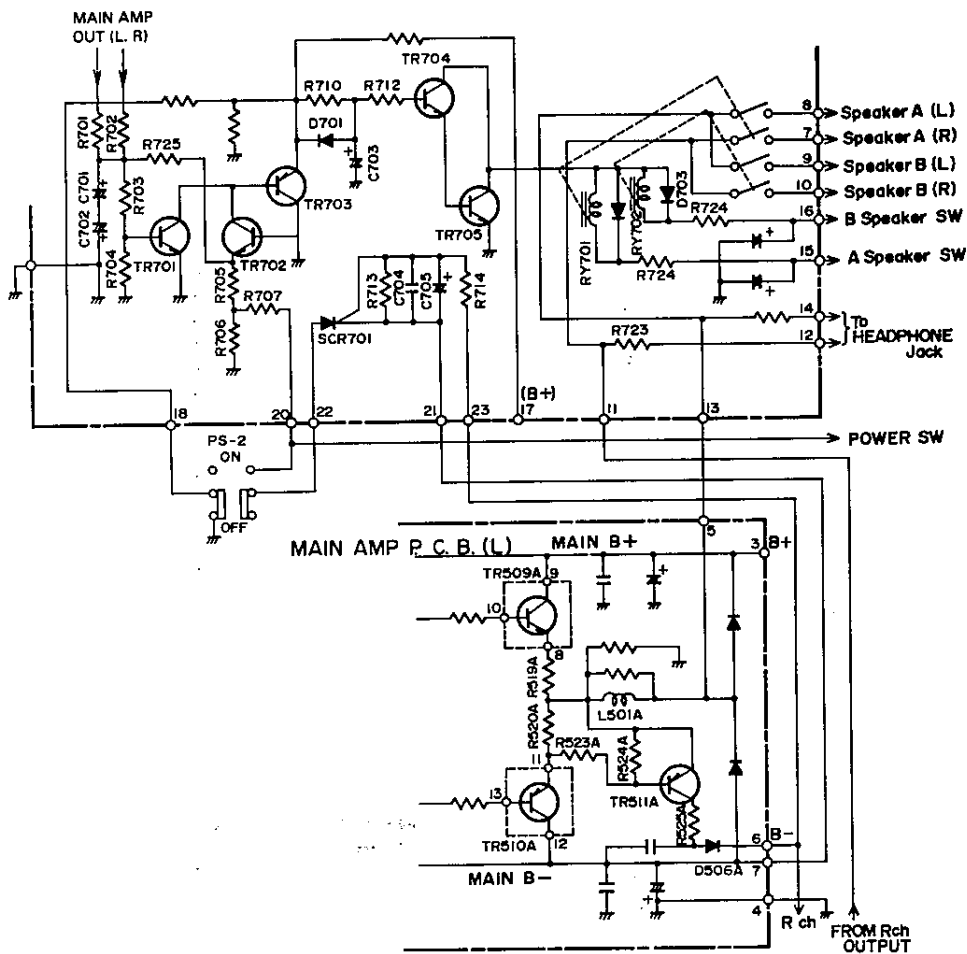 MAIN AMP
OUT (L. R)
TR704
R710
R712
D701
R701
R702
R725
C703
C701
R703
C702
TR703
R704
TR701
TR702
TR705
R705
R707
R706
R713
C704
C705
R714
SCR701
RY701
RY702
D703
R724
R724
R723
8
Speaker A (L)
7
Speaker A (R)
9
Speaker B (L)
10
Speaker B (R)
16
B Speaker SW
15
A Speaker SW
14
To
12
HEADPHONE
Jack
(B+)
18
20
22
21
23
17
11
13
POWER SW
PS-2
ON
OFF
5
MAIN AMP P. C. B. (L)
MAIN B+
3
B+
TR509A
9
10
8
R519A
L501A
R520A
R523A
R524A
11
13
TR511A
TR510A
12
R525A
6
B-
D506A
7
MAIN B-
4
R ch
FROM Rch
OUTPUT